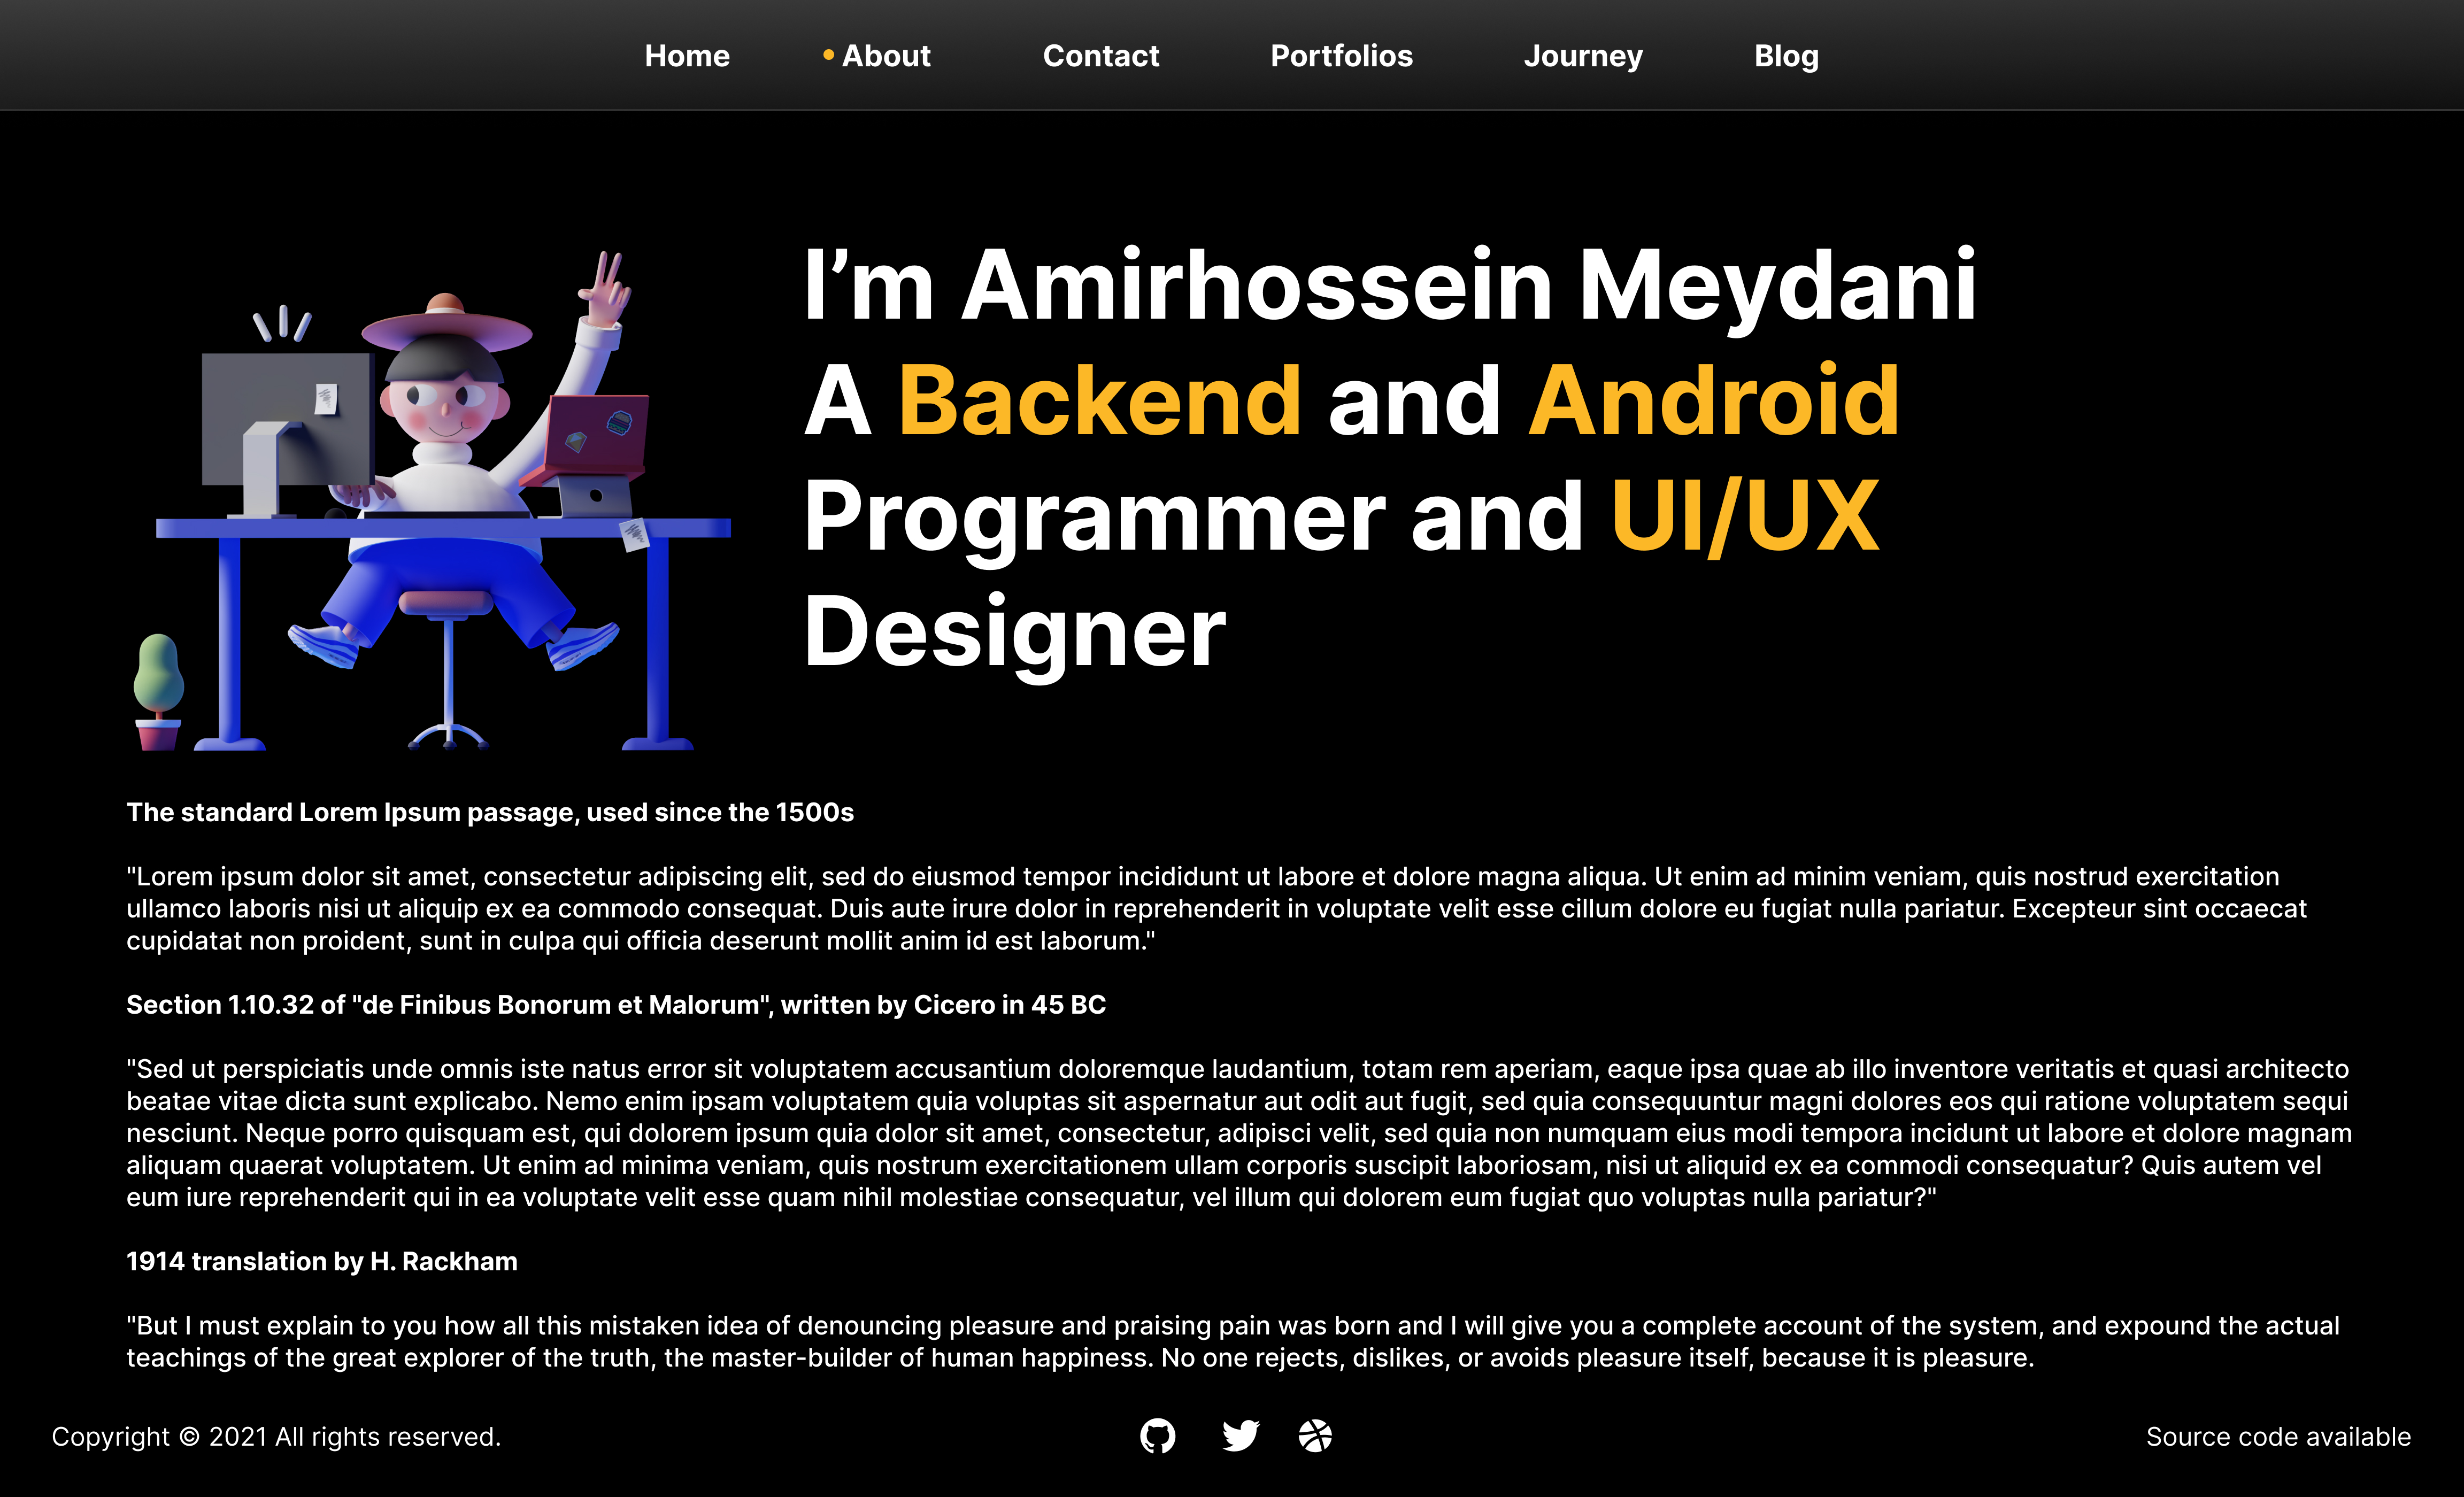 Home About Contact Portfolios Journey Blog
I’m Amirhossein Meydani
A Backend and Android
Programmer and UI/UX
Designer
The standard Lorem Ipsum passage, used since the 1500s
"Lorem ipsum dolor sit amet, consectetur adipiscing elit, sed do eiusmod tempor incididunt ut labore et dolore magna aliqua. Ut enim ad minim veniam, quis nostrud exercitation
ullamco laboris nisi ut aliquip ex ea commodo consequat. Duis aute irure dolor in reprehenderit in voluptate velit esse cillum dolore eu fugiat nulla pariatur. Excepteur sint occaecat
cupidatat non proident, sunt in culpa qui officia deserunt mollit anim id est laborum."
Section 1.10.32 of "de Finibus Bonorum et Malorum", written by Cicero in 45 BC
"Sed ut perspiciatis unde omnis iste natus error sit voluptatem accusantium doloremque laudantium, totam rem aperiam, eaque ipsa quae ab illo inventore veritatis et quasi architecto
beatae vitae dicta sunt explicabo. Nemo enim ipsam voluptatem quia voluptas sit aspernatur aut odit aut fugit, sed quia consequuntur magni dolores eos qui ratione voluptatem sequi
nesciunt. Neque porro quisquam est, qui dolorem ipsum quia dolor sit amet, consectetur, adipisci velit, sed quia non numquam eius modi tempora incidunt ut labore et dolore magnam
aliquam quaerat voluptatem. Ut enim ad minima veniam, quis nostrum exercitationem ullam corporis suscipit laboriosam, nisi ut aliquid ex ea commodi consequatur? Quis autem vel
eum iure reprehenderit qui in ea voluptate velit esse quam nihil molestiae consequatur, vel illum qui dolorem eum fugiat quo voluptas nulla pariatur?"
1914 translation by H. Rackham
"But I must explain to you how all this mistaken idea of denouncing pleasure and praising pain was born and I will give you a complete account of the system, and expound the actual
teachings of the great explorer of the truth, the master-builder of human happiness. No one rejects, dislikes, or avoids pleasure itself, because it is pleasure.
Copyright © 2021 All rights reserved.
Source code available